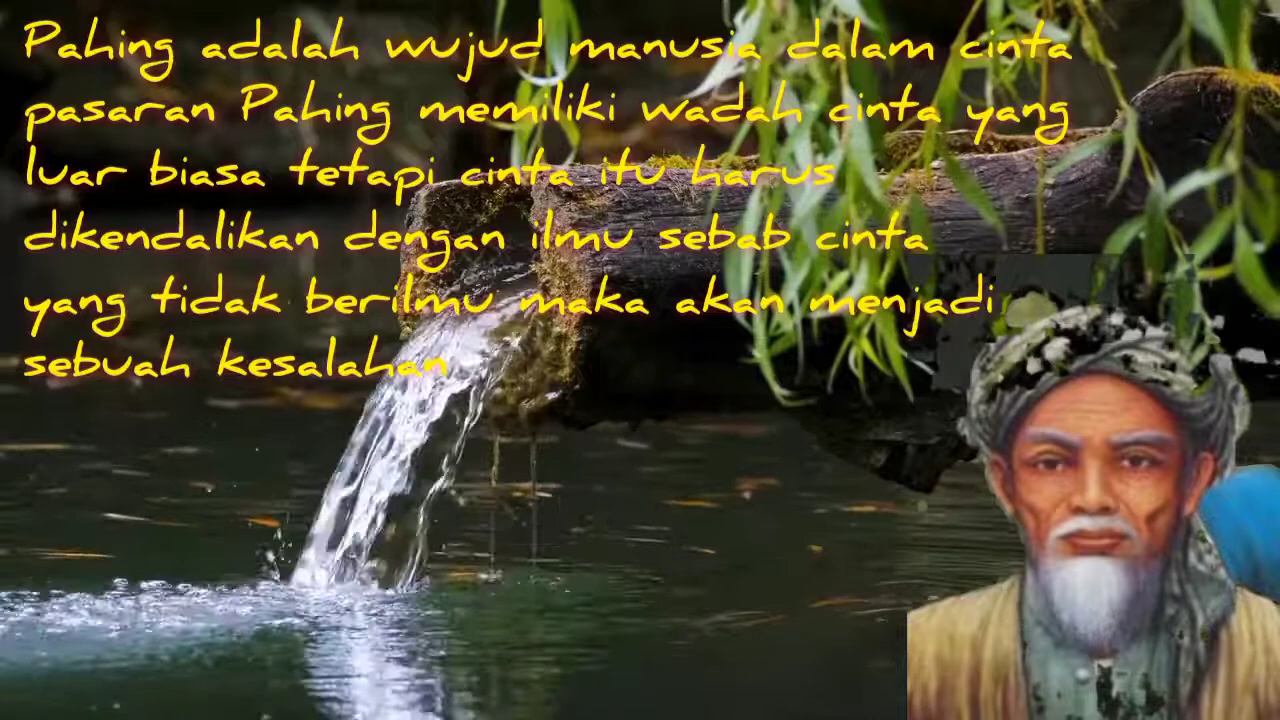 Pahing adalah wujud manusia dalam cinta
pasaran Pahing memiliki wadah cinta yang
luar biasa tetapi cinta itu harus
dikendalikan dengan ilmu sebab cinta
yang tidak berilmu maka akan menjadi
sebuah kesalahan